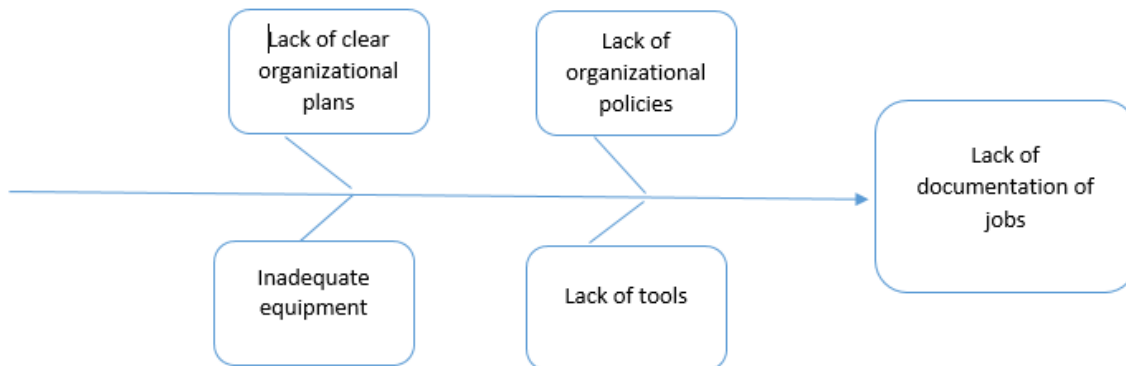 Lack of clear
organizational
plans
Lack of
organizational
policies
Lack of
documentation of
jobs
Inadequate
equipment
Lack of tools